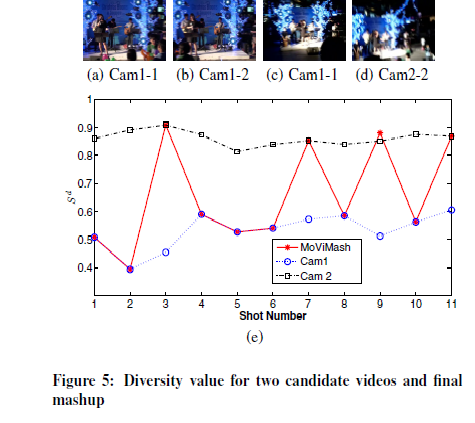 (a) Cam1-1 (b) Cam1-2 (c) Cam1-1 (d) Cam2-2
1
0.9
0.8
0.7
0.6
0.5
0.4
S^d
MoViMash
Cam1
Cam 2
1 2 3 4 5 6 7 8 9 10 11
Shot Number
(e)
Figure 5: Diversity value for two candidate videos and final
mashup